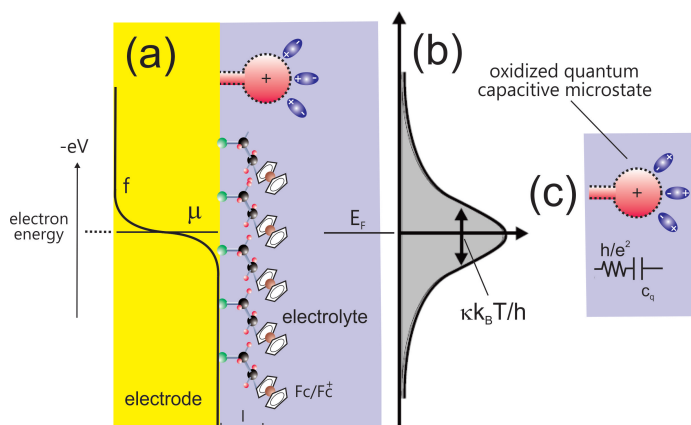 (a)
-eV
f
μ
electron
energy
electrode
electrolyte
Fc/Fc⁺
l
+
+
-
+
-
+
-
E_F
(b)
κk_BT/h
oxidized quantum
capacitive microstate
(c)
+
+
-
+
-
+
-
h/e²
c_q